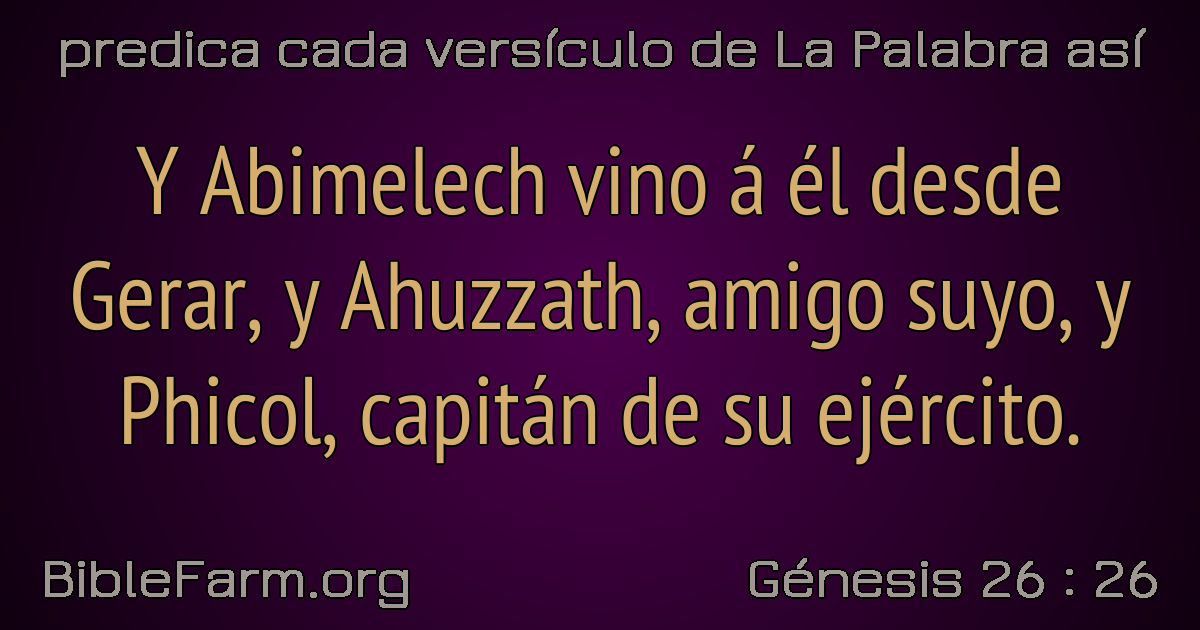 predica cada versículo de La Palabra así
Y Abimelech vino á él desde
Gerar, y Ahuzzath, amigo suyo, y
Phicol, capitán de su ejército.
BibleFarm.org
Génesis 26 : 26